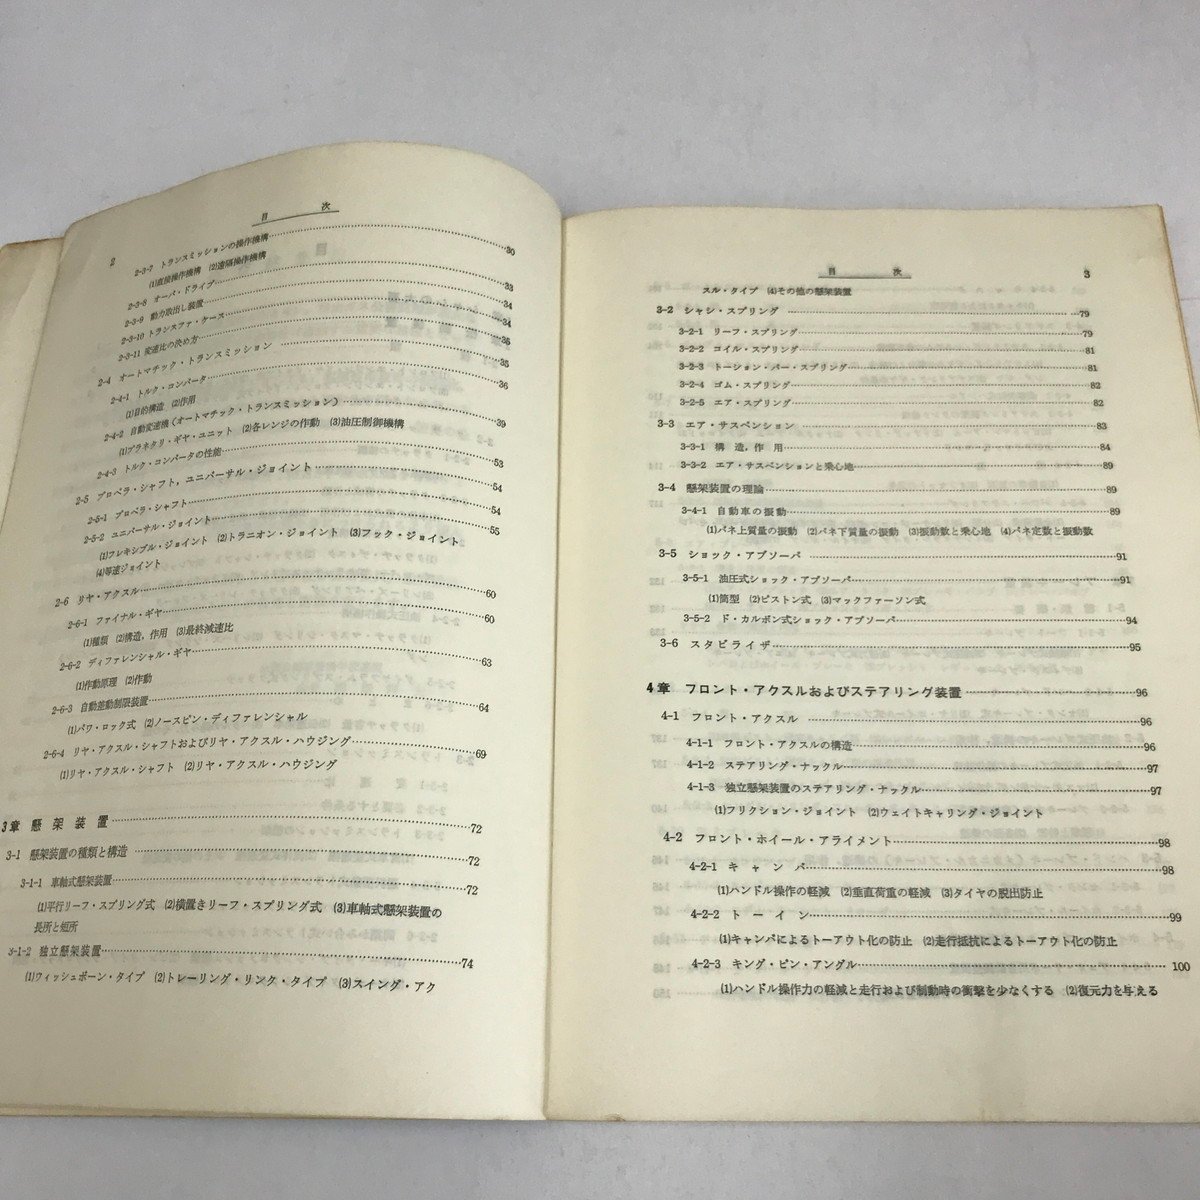 目　次
2
2-3-7 トランスミッションの操作機構 30
(1)直接操作機構 (2)遠隔操作機構
2-3-8 オーバ・ドライブ 33
2-3-9 動力取出し装置 34
2-3-10 トランスファ・ケース 34
2-3-11 変速比の決め方 35
2-4 オートマチック・トランスミッション 35
2-4-1 トルク・コンバータ 36
(1)目的構造 (2)作用
2-4-2 自動変速機(オートマチック・トランスミッション) 39
(1)プラネタリ・ギヤ・ユニット (2)各レンジの作動 (3)油圧制御機構
2-4-3 トルク・コンバータの性能 53
2-5 プロペラ・シャフト，ユニバーサル・ジョイント 54
2-5-1 プロペラ・シャフト 54
2-5-2 ユニバーサル・ジョイント 55
(1)フレキシブル・ジョイント (2)トラニオン・ジョイント (3)フック・ジョイント
(4)等速ジョイント
2-6 リヤ・アクスル 60
2-6-1 ファイナル・ギヤ 60
(1)種類 (2)構造，作用 (3)最終減速比
2-6-2 ディファレンシャル・ギヤ 63
(1)作動原理 (2)作動
2-6-3 自動差動制限装置 64
(1)パワ・ロック式 (2)ノースピン・ディファレンシャル
2-6-4 リヤ・アクスル・シャフトおよびリヤ・アクスル・ハウジング 69
(1)リヤ・アクスル・シャフト (2)リヤ・アクスル・ハウジング
3章 懸架装置 72
3-1 懸架装置の種類と構造 72
3-1-1 車軸式懸架装置 72
(1)平行リーフ・スプリング式 (2)横置きリーフ・スプリング式 (3)車軸式懸架装置の
長所と短所
3-1-2 独立懸架装置 74
(1)ウィッシュボーン・タイプ (2)トレーリング・リンク・タイプ (3)スイング・アク
目　次
3
スル・タイプ (4)その他の懸架装置
3-2 シャシ・スプリング 79
3-2-1 リーフ・スプリング 79
3-2-2 コイル・スプリング 81
3-2-3 トーション・バー・スプリング 81
3-2-4 ゴム・スプリング 82
3-2-5 エア・スプリング 82
3-3 エア・サスペンション 83
3-3-1 構造，作用 84
3-3-2 エア・サスペンションと乗心地 89
3-4 懸架装置の理論 89
3-4-1 自動車の振動 89
(1)バネ上質量の振動 (2)バネ下質量の振動 (3)振動数と乗心地 (4)バネ定数と振動数
3-5 ショック・アブソーバ 91
3-5-1 油圧式ショック・アブソーバ 91
(1)筒型 (2)ピストン式 (3)マックファーソン式
3-5-2 ド・カルボン式ショック・アブソーバ 94
3-6 スタビライザ 95
4章 フロント・アクスルおよびステアリング装置 96
4-1 フロント・アクスル 96
4-1-1 フロント・アクスルの構造 96
4-1-2 ステアリング・ナックル 97
4-1-3 独立懸架装置のステアリング・ナックル 97
(1)フリクション・ジョイント (2)ウェイトキャリング・ジョイント
4-2 フロント・ホイール・アライメント 98
4-2-1 キャンバ 98
(1)ハンドル操作の軽減 (2)垂直荷重の軽減 (3)タイヤの脱出防止
4-2-2 トーイン 99
(1)キャンバによるトーアウト化の防止 (2)走行抵抗によるトーアウト化の防止
4-2-3 キング・ピン・アングル 100
(1)ハンドル操作力の軽減と走行および制動時の衝撃を少なくする (2)復元力を与える